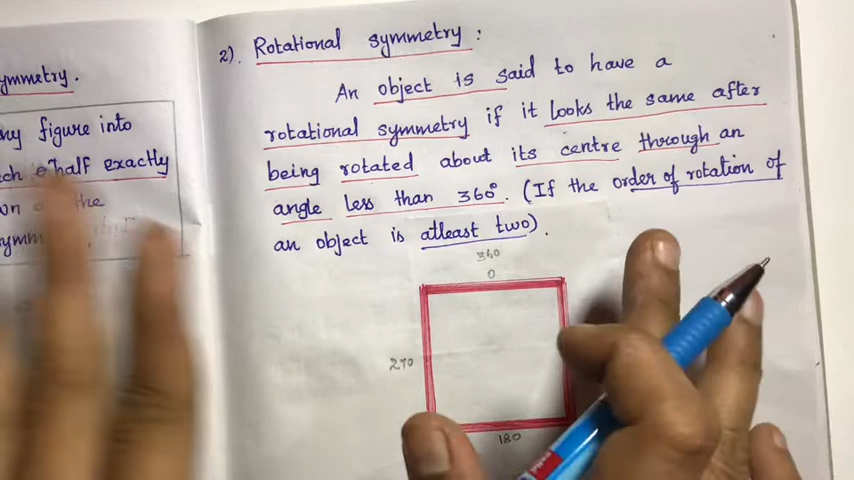 ymmetry.
ny figure into
half exactly
the
2). Rotational symmetry :
An object is said to have a
rotational symmetry if it looks the same after
being rotated about its centre through an
angle less than 360°. (If the order of rotation of
an object is atleast two).
360
0
270
180